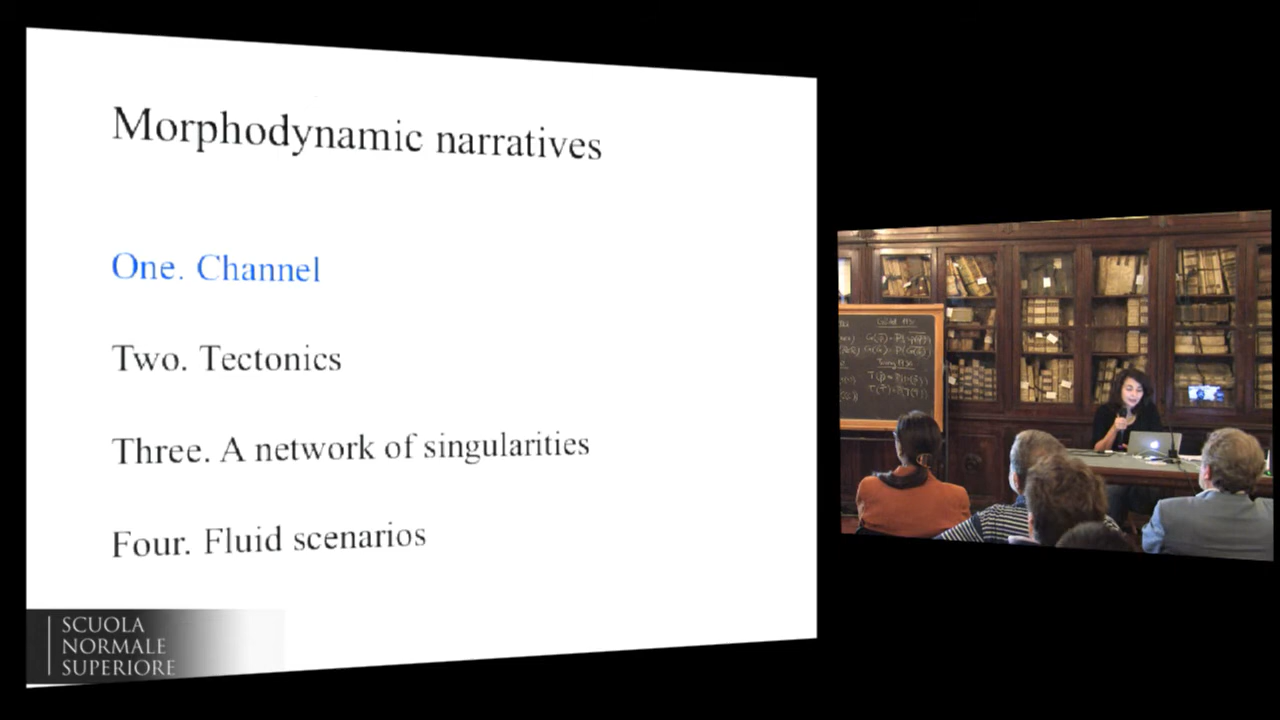 Morphodynamic narratives
One. Channel
Two. Tectonics
Three. A network of singularities
Four. Fluid scenarios
SCUOLA
NORMALE
SUPERIORE